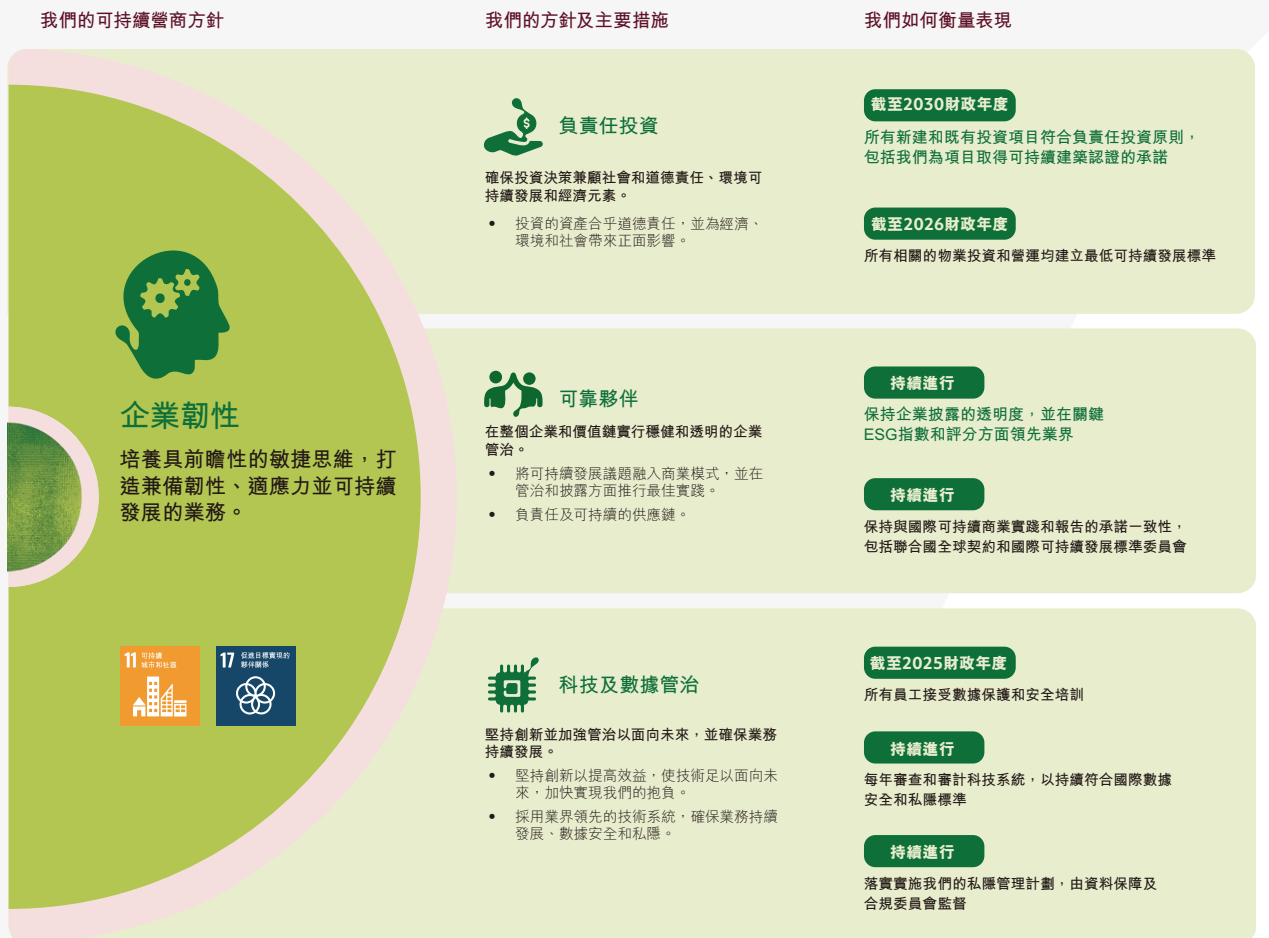 我們的可持續營商方針
我們的方針及主要措施
我們如何衡量表現
企業韌性
培養具前瞻性的敏捷思維，打
造兼備韌性、適應力並可持續
發展的業務。
11 可持續
城市和社區
17 促進目標實現的
夥伴關係
負責任投資
確保投資決策兼顧社會和道德責任、環境可
持續發展和經濟元素。
• 投資的資產合乎道德責任，並為經濟、
環境和社會帶來正面影響。
截至2030財政年度
所有新建和既有投資項目符合負責任投資原則，
包括我們為項目取得可持續建築認證的承諾
截至2026財政年度
所有相關的物業投資和營運均建立最低可持續發展標準
可靠夥伴
在整個企業和價值鏈實行穩健和透明的企業
管治。
• 將可持續發展議題融入商業模式，並在
管治和披露方面推行最佳實踐。
• 負責任及可持續的供應鏈。
持續進行
保持企業披露的透明度，並在關鍵
ESG指數和評分方面領先業界
持續進行
保持與國際可持續商業實踐和報告的承諾一致性，
包括聯合國全球契約和國際可持續發展標準委員會
科技及數據管治
堅持創新並加強管治以面向未來，並確保業務
持續發展。
• 堅持創新以提高效益，使技術足以面向未
來，加快實現我們的抱負。
• 採用業界領先的技術系統，確保業務持續
發展、數據安全和私隱。
截至2025財政年度
所有員工接受數據保護和安全培訓
持續進行
每年審查和審計科技系統，以持續符合國際數據
安全和私隱標準
持續進行
落實實施我們的私隱管理計劃，由資料保障及
合規委員會監督